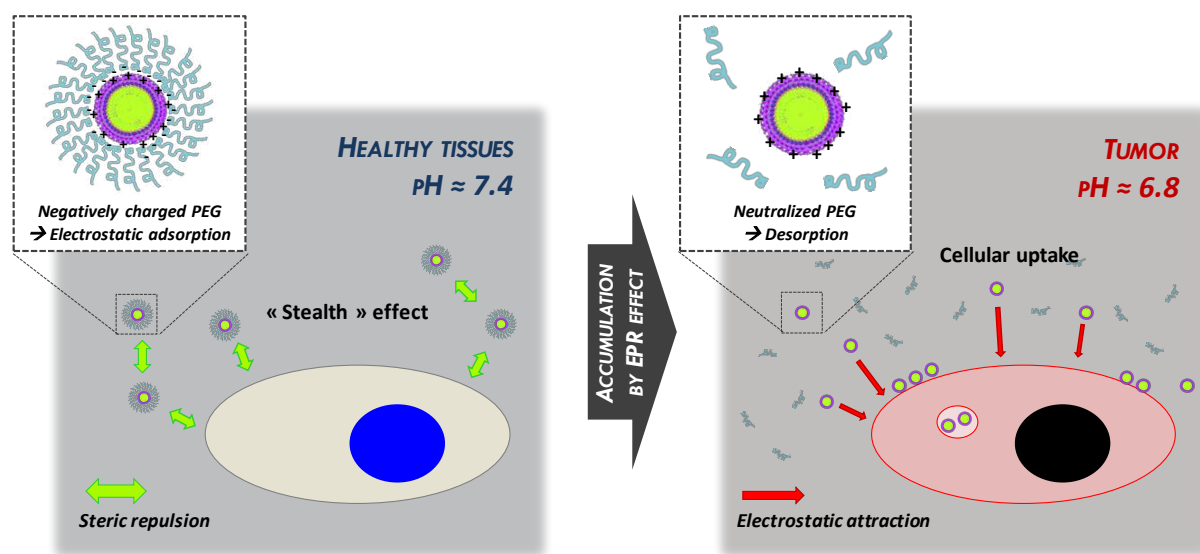 HEALTHY TISSUES
pH ≈ 7.4
Negatively charged PEG
→ Electrostatic adsorption
« Stealth » effect
Steric repulsion
ACCUMULATION
BY EPR EFFECT
TUMOR
pH ≈ 6.8
Neutralized PEG
→ Desorption
Cellular uptake
Electrostatic attraction